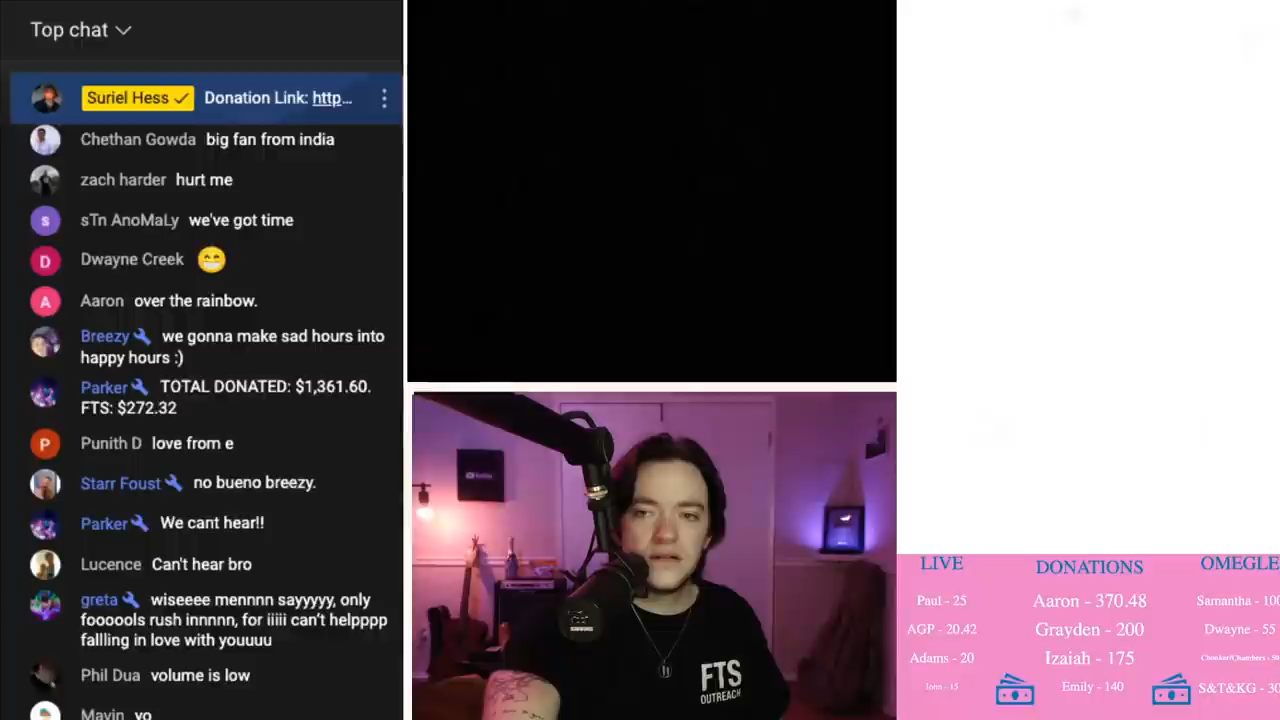 Top chat
Suriel Hess Donation Link: http...
Chethan Gowda big fan from india
zach harder hurt me
s sTn AnoMaLy we've got time
D Dwayne Creek
A Aaron over the rainbow.
Breezy we gonna make sad hours into
happy hours :)
Parker TOTAL DONATED: $1,361.60.
FTS: $272.32
P Punith D love from e
Starr Foust no bueno breezy.
Parker We cant hear!!
Lucence Can't hear bro
greta wiseeee mennnn sayyyyy, only
foooools rush innnnn, for iiiii can't helpppp
fallling in love with youuuu
Phil Dua volume is low
Mavin yo
FTS
OUTREACH
LIVE
Paul - 25
AGP - 20.42
Adams - 20
DONATIONS
Aaron - 370.48
Grayden - 200
Izaiah - 175
Emily - 140
OMEGLE
Samantha - 100
Dwayne - 55
S&T&KG - 30